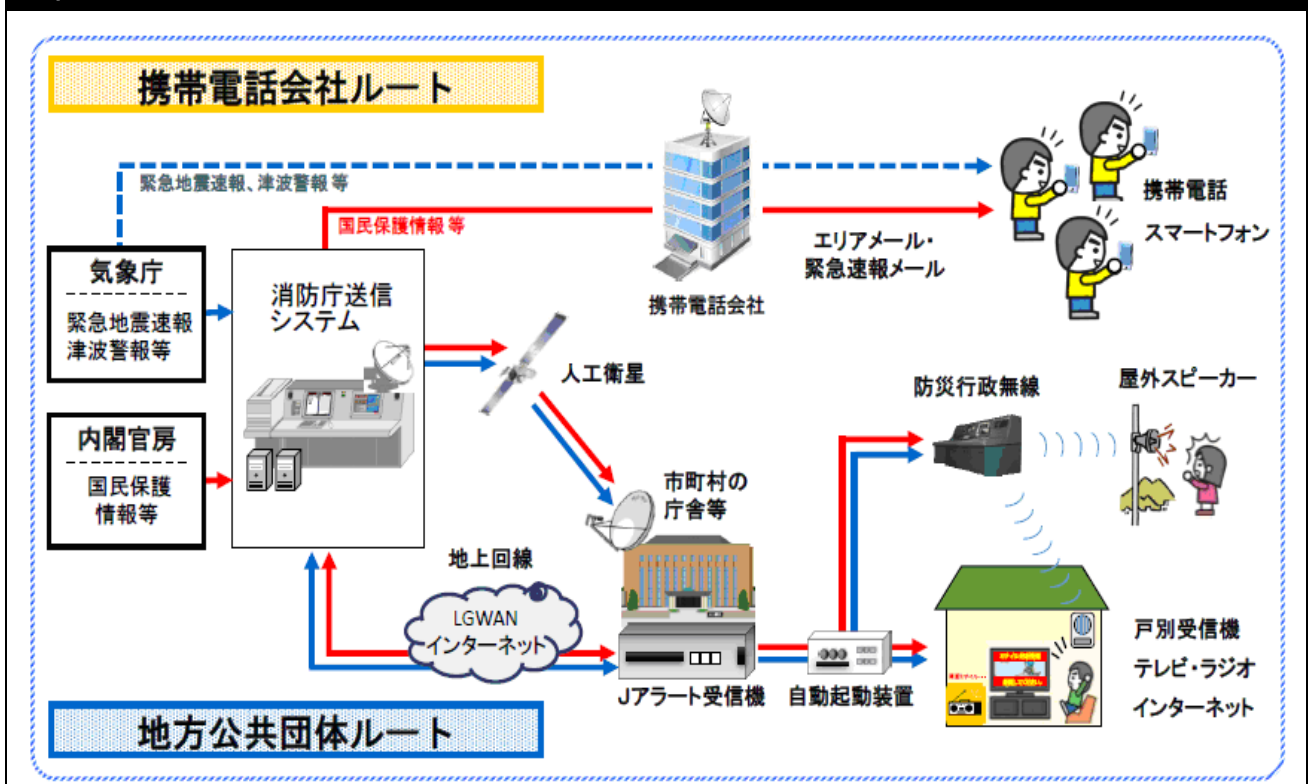 携帯電話会社ルート
緊急地震速報、津波警報 等
国民保護情報 等
気象庁
緊急地震速報
津波警報等
内閣官房
国民保護
情報等
消防庁送信
システム
携帯電話会社
エリアメール・
緊急速報メール
携帯電話
スマートフォン
人工衛星
市町村の
庁舎等
防災行政無線
屋外スピーカー
地上回線
LGWAN
インターネット
Jアラート受信機
自動起動装置
戸別受信機
テレビ・ラジオ
インターネット
地方公共団体ルート